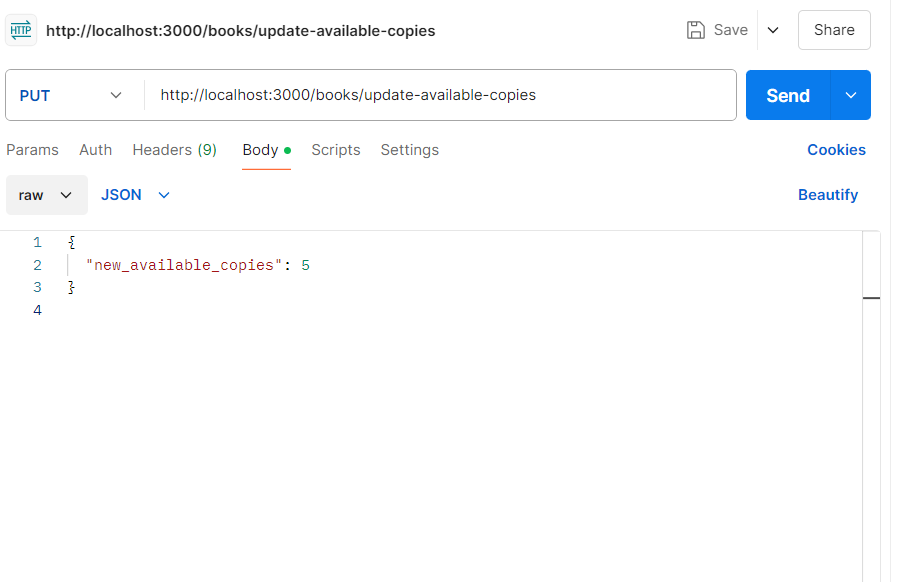 HTTP http://localhost:3000/books/update-available-copies Save Share
PUT http://localhost:3000/books/update-available-copies Send
Params Auth Headers (9) Body Scripts Settings Cookies
raw JSON Beautify
1 {
2 "new_available_copies": 5
3 }
4